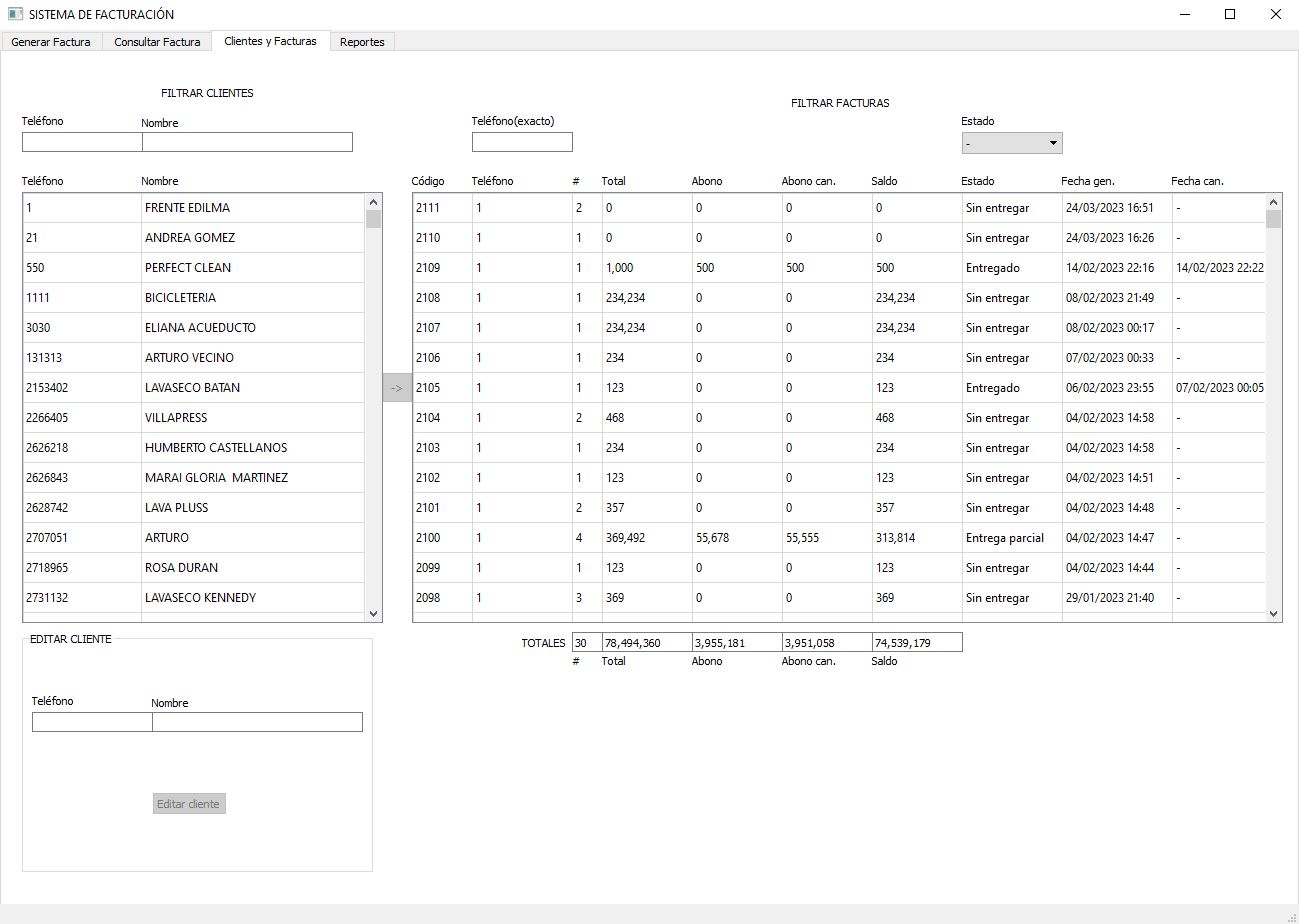 SISTEMA DE FACTURACIÓN
Generar Factura Consultar Factura Clientes y Facturas Reportes
FILTRAR CLIENTES
FILTRAR FACTURAS
Teléfono Nombre Teléfono(exacto) Estado
-
Teléfono Nombre Código Teléfono # Total Abono Abono can. Saldo Estado Fecha gen. Fecha can.
1 FRENTE EDILMA 2111 1 2 0 0 0 0 Sin entregar 24/03/2023 16:51 -
21 ANDREA GOMEZ 2110 1 1 0 0 0 0 Sin entregar 24/03/2023 16:26 -
550 PERFECT CLEAN 2109 1 1 1,000 500 500 500 Entregado 14/02/2023 22:16 14/02/2023 22:22
1111 BICICLETERIA 2108 1 1 234,234 0 0 234,234 Sin entregar 08/02/2023 21:49 -
3030 ELIANA ACUEDUCTO 2107 1 1 234,234 0 0 234,234 Sin entregar 08/02/2023 00:17 -
131313 ARTURO VECINO 2106 1 1 234 0 0 234 Sin entregar 07/02/2023 00:33 -
2153402 LAVASECO BATAN -> 2105 1 1 123 0 0 123 Entregado 06/02/2023 23:55 07/02/2023 00:05
2266405 VILLAPRESS 2104 1 2 468 0 0 468 Sin entregar 04/02/2023 14:58 -
2626218 HUMBERTO CASTELLANOS 2103 1 1 234 0 0 234 Sin entregar 04/02/2023 14:58 -
2626843 MARAI GLORIA  MARTINEZ 2102 1 1 123 0 0 123 Sin entregar 04/02/2023 14:51 -
2628742 LAVA PLUSS 2101 1 2 357 0 0 357 Sin entregar 04/02/2023 14:48 -
2707051 ARTURO 2100 1 4 369,492 55,678 55,555 313,814 Entrega parcial 04/02/2023 14:47 -
2718965 ROSA DURAN 2099 1 1 123 0 0 123 Sin entregar 04/02/2023 14:44 -
2731132 LAVASECO KENNEDY 2098 1 3 369 0 0 369 Sin entregar 29/01/2023 21:40 -
EDITAR CLIENTE
TOTALES 30 78,494,360 3,955,181 3,951,058 74,539,179
# Total Abono Abono can. Saldo
Teléfono Nombre
Editar cliente